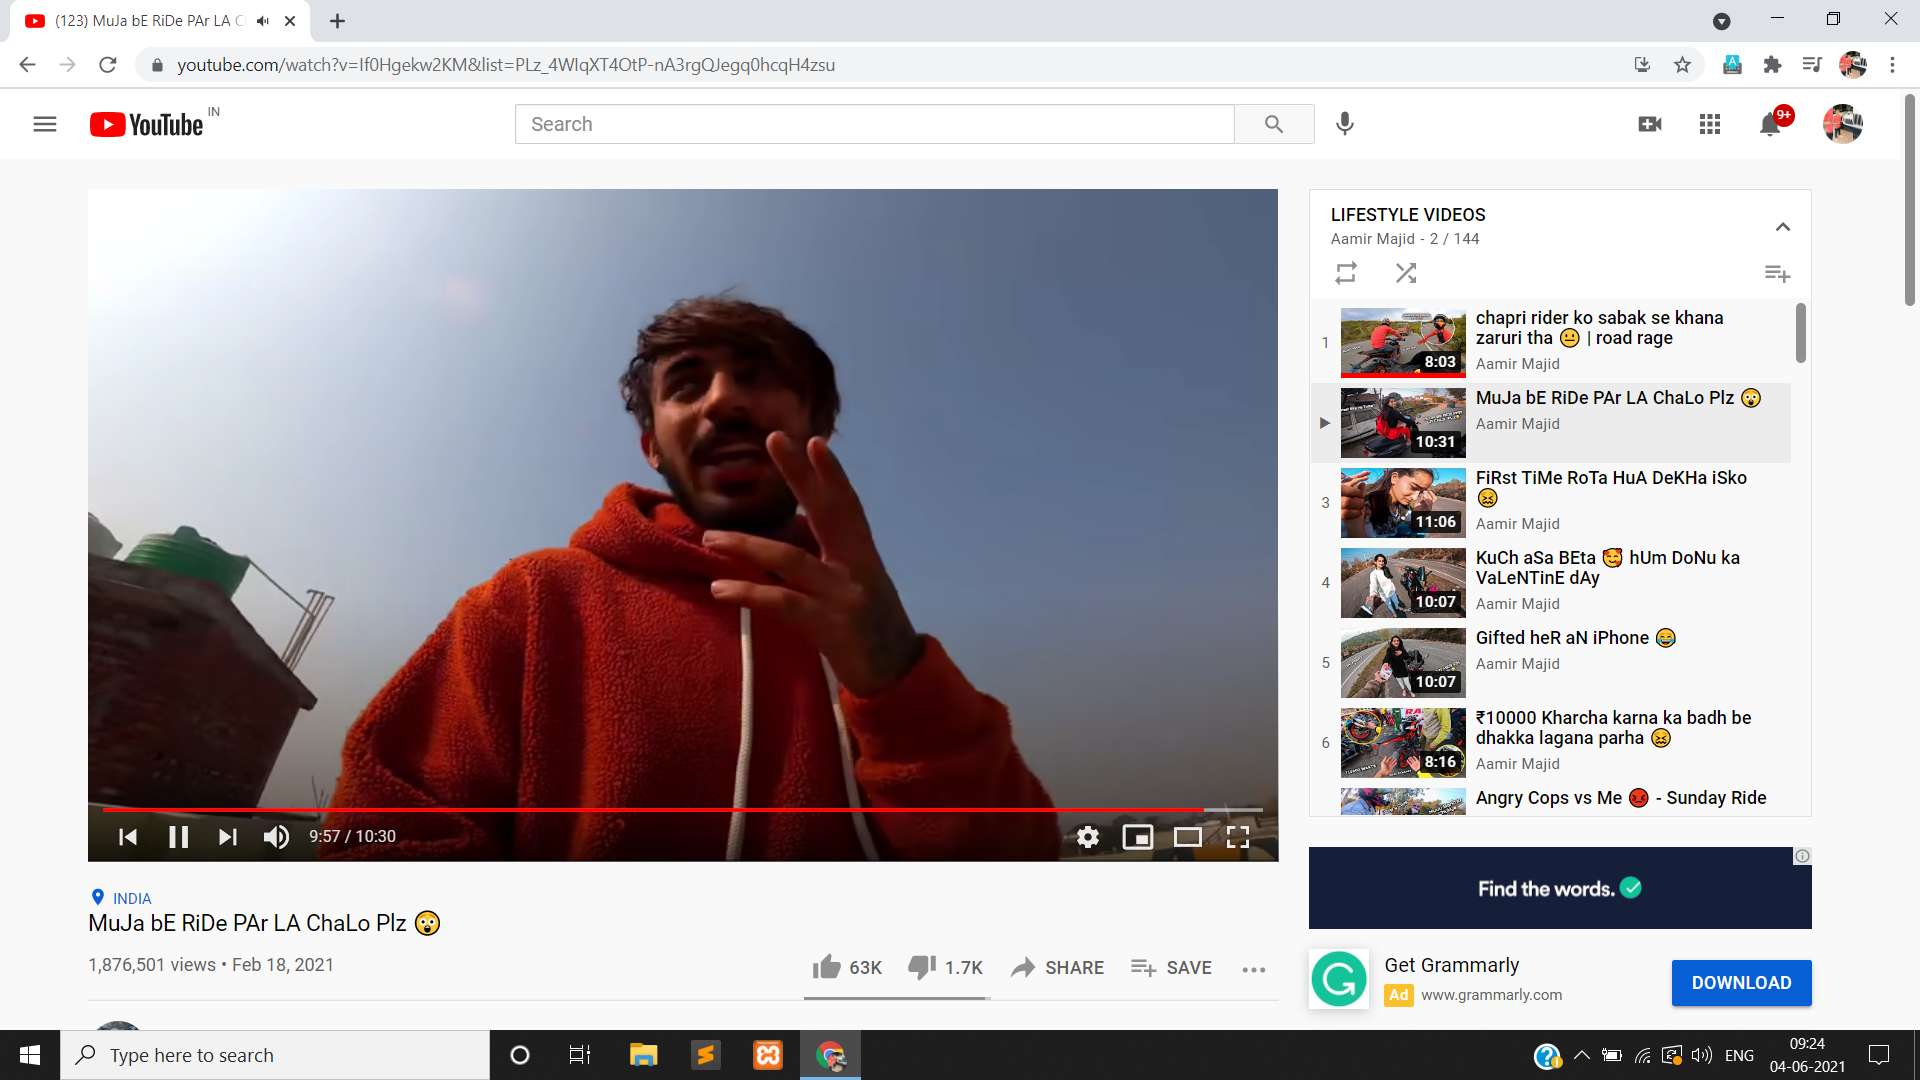 (123) MuJa bE RiDe PAr LA C
youtube.com/watch?v=If0Hgekw2KM&list=PLz_4WIqXT4OtP-nA3rgQJegq0hcqH4zsu
YouTube IN
Search
9+
LIFESTYLE VIDEOS
Aamir Majid - 2 / 144
1
chapri rider ko sabak se khana
zaruri tha 😐 | road rage
8:03
Aamir Majid
MuJa bE RiDe PAr LA ChaLo Plz 😲
Aamir Majid
10:31
3
FiRst TiMe RoTa HuA DeKHa iSko
😖
11:06
Aamir Majid
4
KuCh aSa BEta 🥰 hUm DoNu ka
VaLeNTinE dAy
10:07
Aamir Majid
5
Gifted heR aN iPhone 😂
Aamir Majid
10:07
6
₹10000 Kharcha karna ka badh be
dhakka lagana parha 😖
8:16
Aamir Majid
Angry Cops vs Me 😡 - Sunday Ride
9:57 / 10:30
INDIA
MuJa bE RiDe PAr LA ChaLo Plz 😲
1,876,501 views • Feb 18, 2021
63K 1.7K SHARE SAVE
Find the words.
Get Grammarly
Ad www.grammarly.com
DOWNLOAD
Type here to search
ENG
09:24
04-06-2021